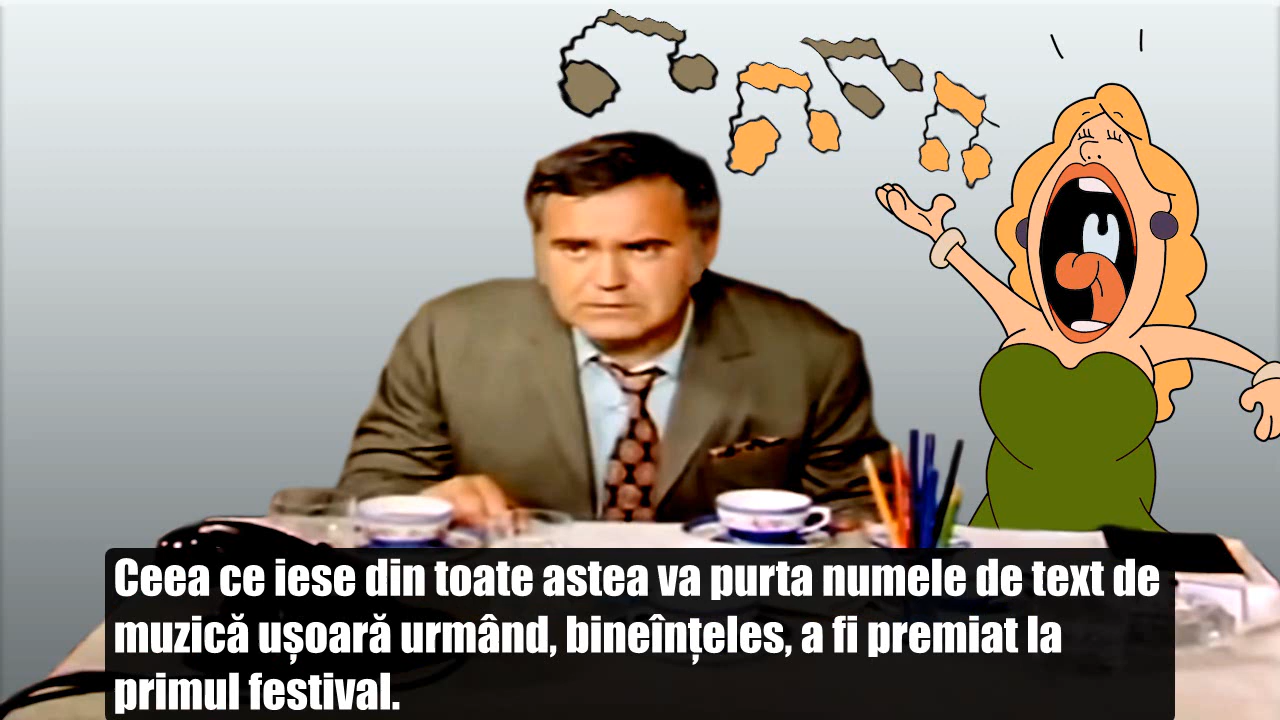 Ceea ce iese din toate astea va purta numele de text de
muzică ușoară urmând, bineînțeles, a fi premiat la
primul festival.